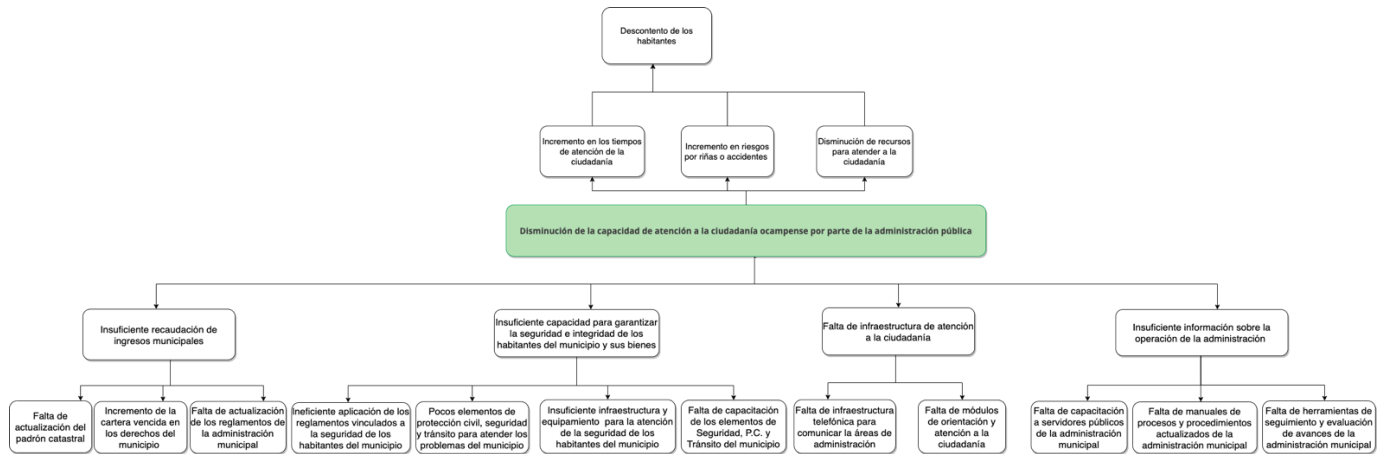 Descontento de los
habitantes
Incremento en los tiempos
de atención de la
ciudadanía
Incremento en riesgos
por riñas o accidentes
Disminución de recursos
para atender a la
ciudadanía
Disminución de la capacidad de atención a la ciudadanía ocampense por parte de la administración pública
Insuficiente recaudación de
ingresos municipales
Insuficiente capacidad para garantizar
la seguridad e integridad de los
habitantes del municipio y sus bienes
Falta de infraestructura de atención
a la ciudadanía
Insuficiente información sobre la
operación de la administración
Falta de
actualización del
padrón catastral
Incremento de la
cartera vencida en
los derechos del
municipio
Falta de actualización
de los reglamentos de
la administración
municipal
Ineficiente aplicación de los
reglamentos vinculados a
la seguridad de los
habitantes del municipio
Pocos elementos de
protección civil, seguridad
y tránsito para atender los
problemas del municipio
Insuficiente infraestructura y
equipamiento para la atención
de la seguridad de los
habitantes del municipio
Falta de capacitación
de los elementos de
Seguridad, P.C. y
Tránsito del municipio
Falta de infraestructura
telefónica para
comunicar la áreas de
administración
Falta de módulos
de orientación y
atención a la
ciudadanía
Falta de capacitación
a servidores públicos
de la administración
municipal
Falta de manuales de
procesos y procedimientos
actualizados de la
administración municipal
Falta de herramientas de
seguimiento y evaluación
de avances de la
administración municipal